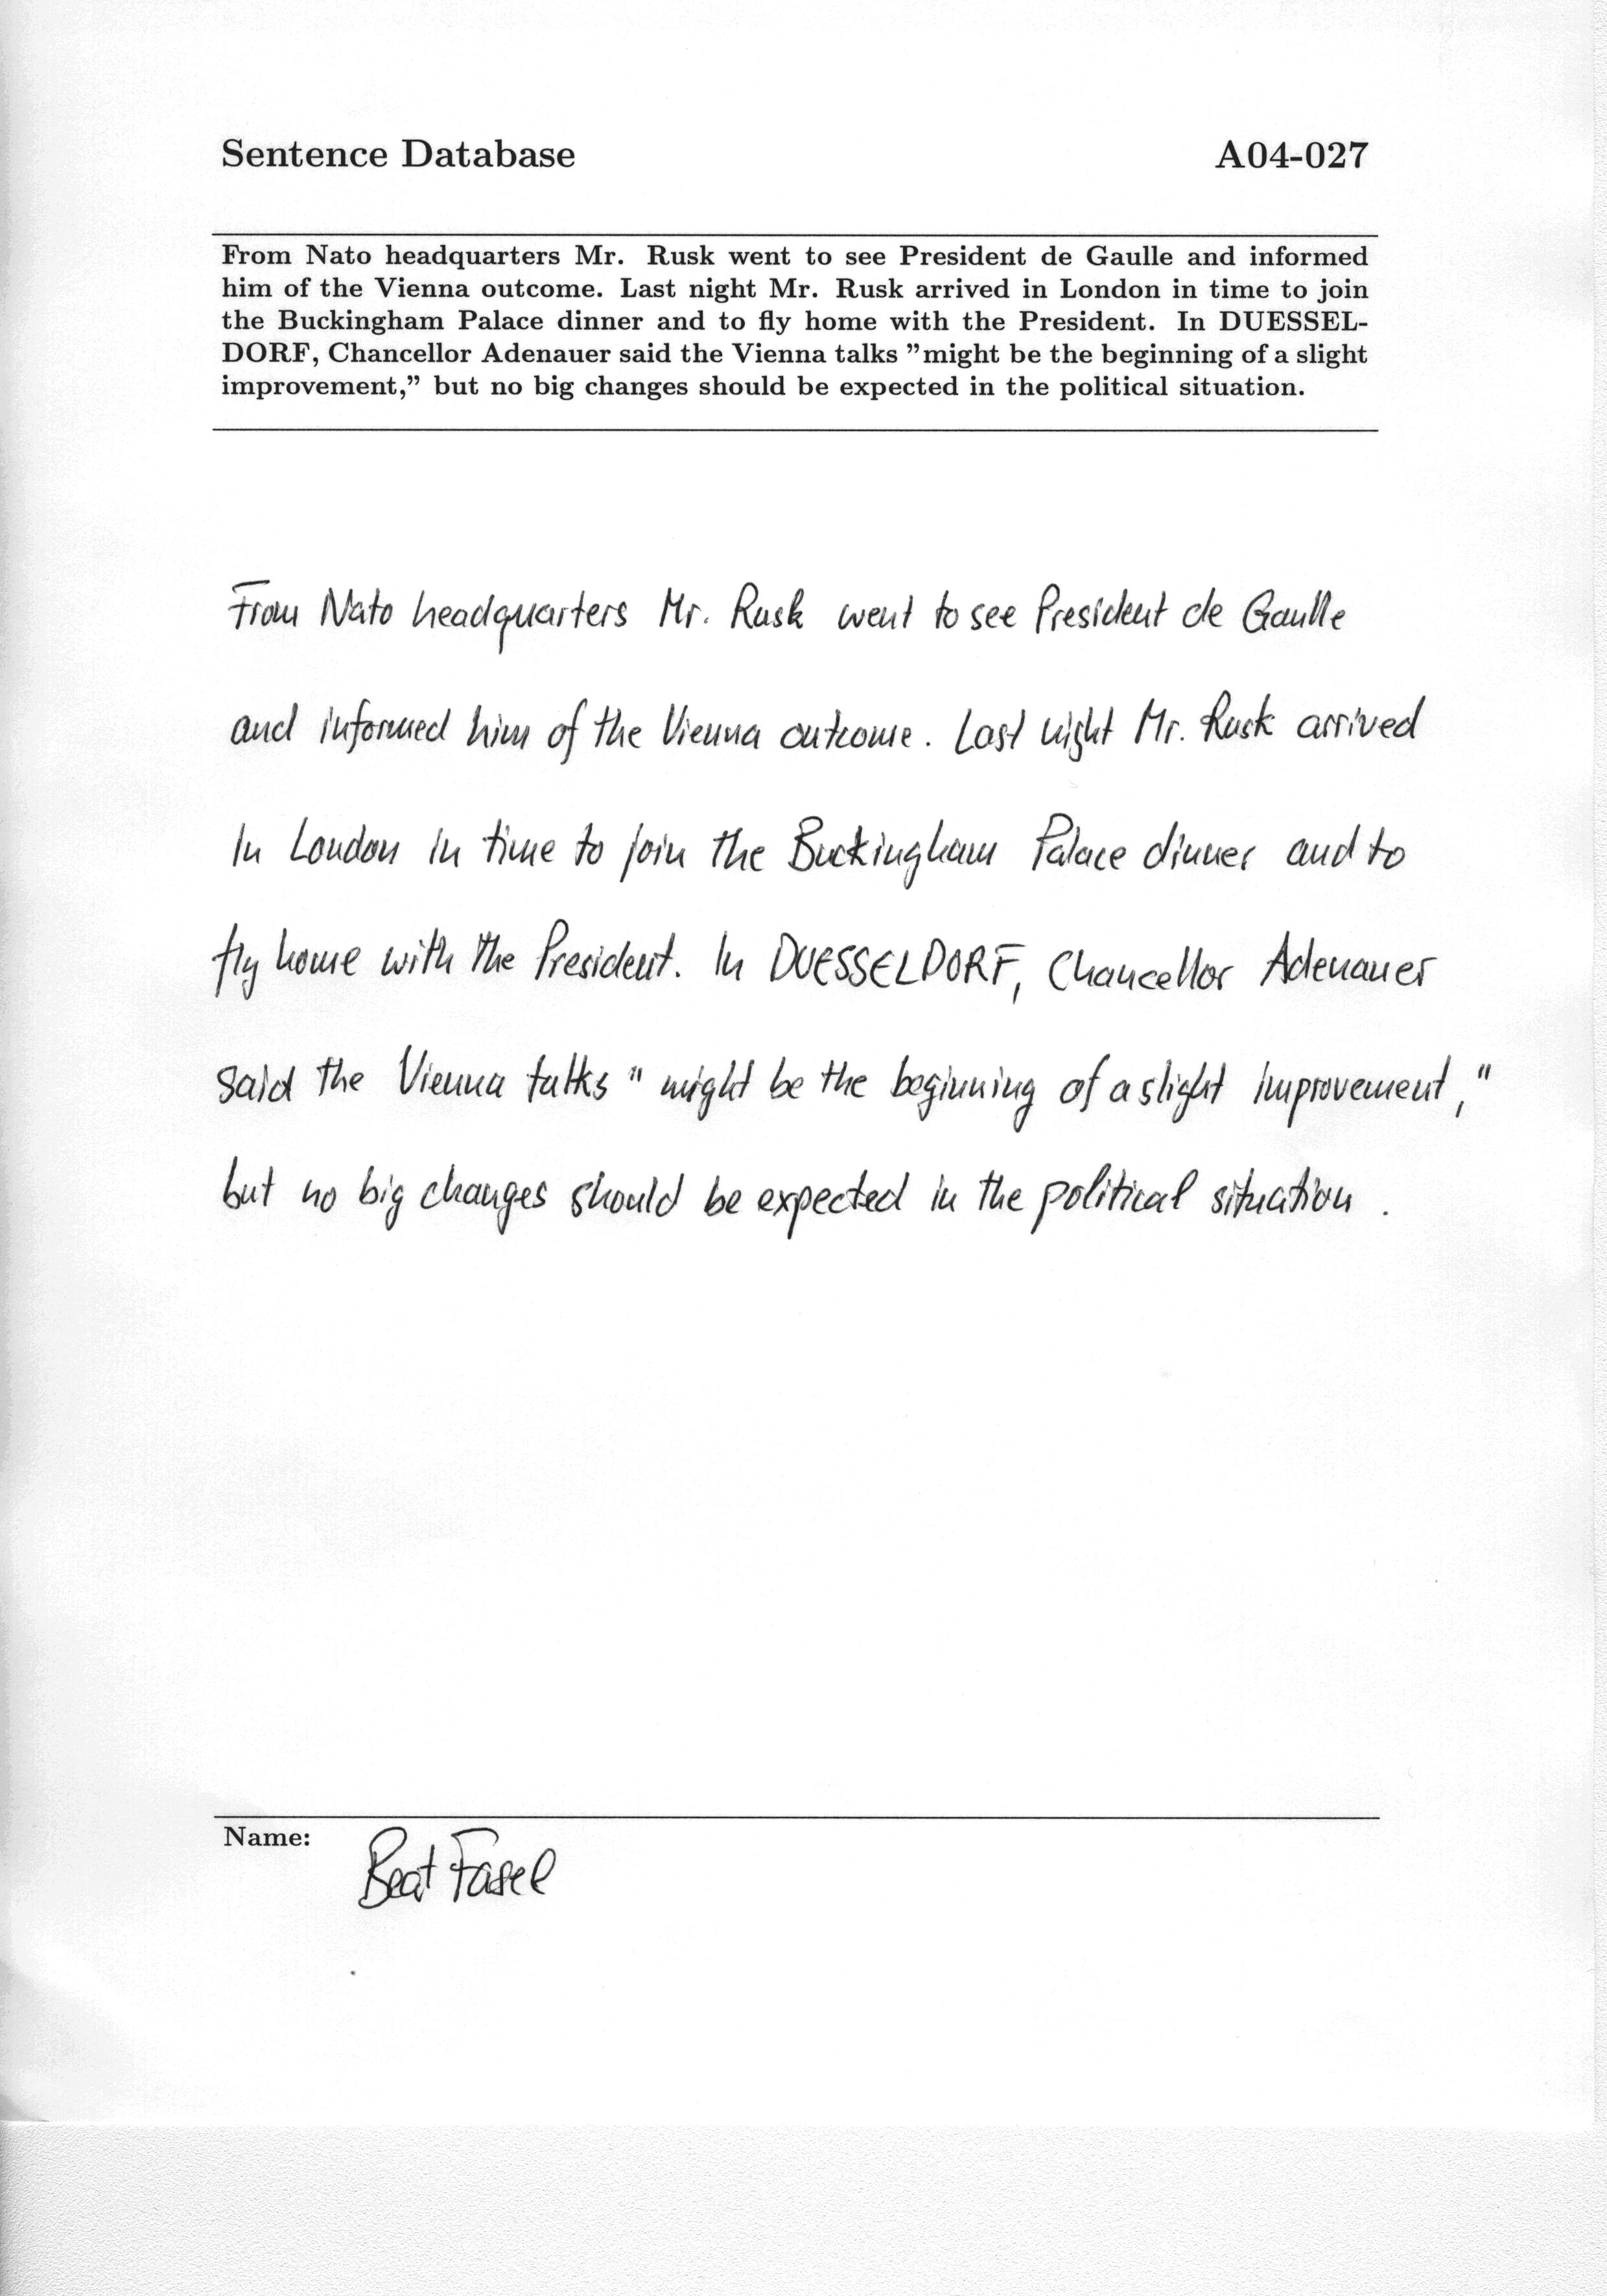 Sentence Database A04-027
From Nato headquarters Mr. Rusk went to see President de Gaulle and informed
him of the Vienna outcome. Last night Mr. Rusk arrived in London in time to join
the Buckingham Palace dinner and to fly home with the President. In DUESSEL-
DORF, Chancellor Adenauer said the Vienna talks ”might be the beginning of a slight
improvement,” but no big changes should be expected in the political situation.
From Nato headquarters Mr. Rusk went to see President de Gaulle
and informed him of the Vienna outcome. Last night Mr. Rusk arrived
in London in time to join the Buckingham Palace dinner and to
fly home with the President. In DUESSELDORF, Chancellor Adenauer
said the Vienna talks " might be the beginning of a slight improvement,"
but no big changes should be expected in the political situation .
Name: Beat Fasel